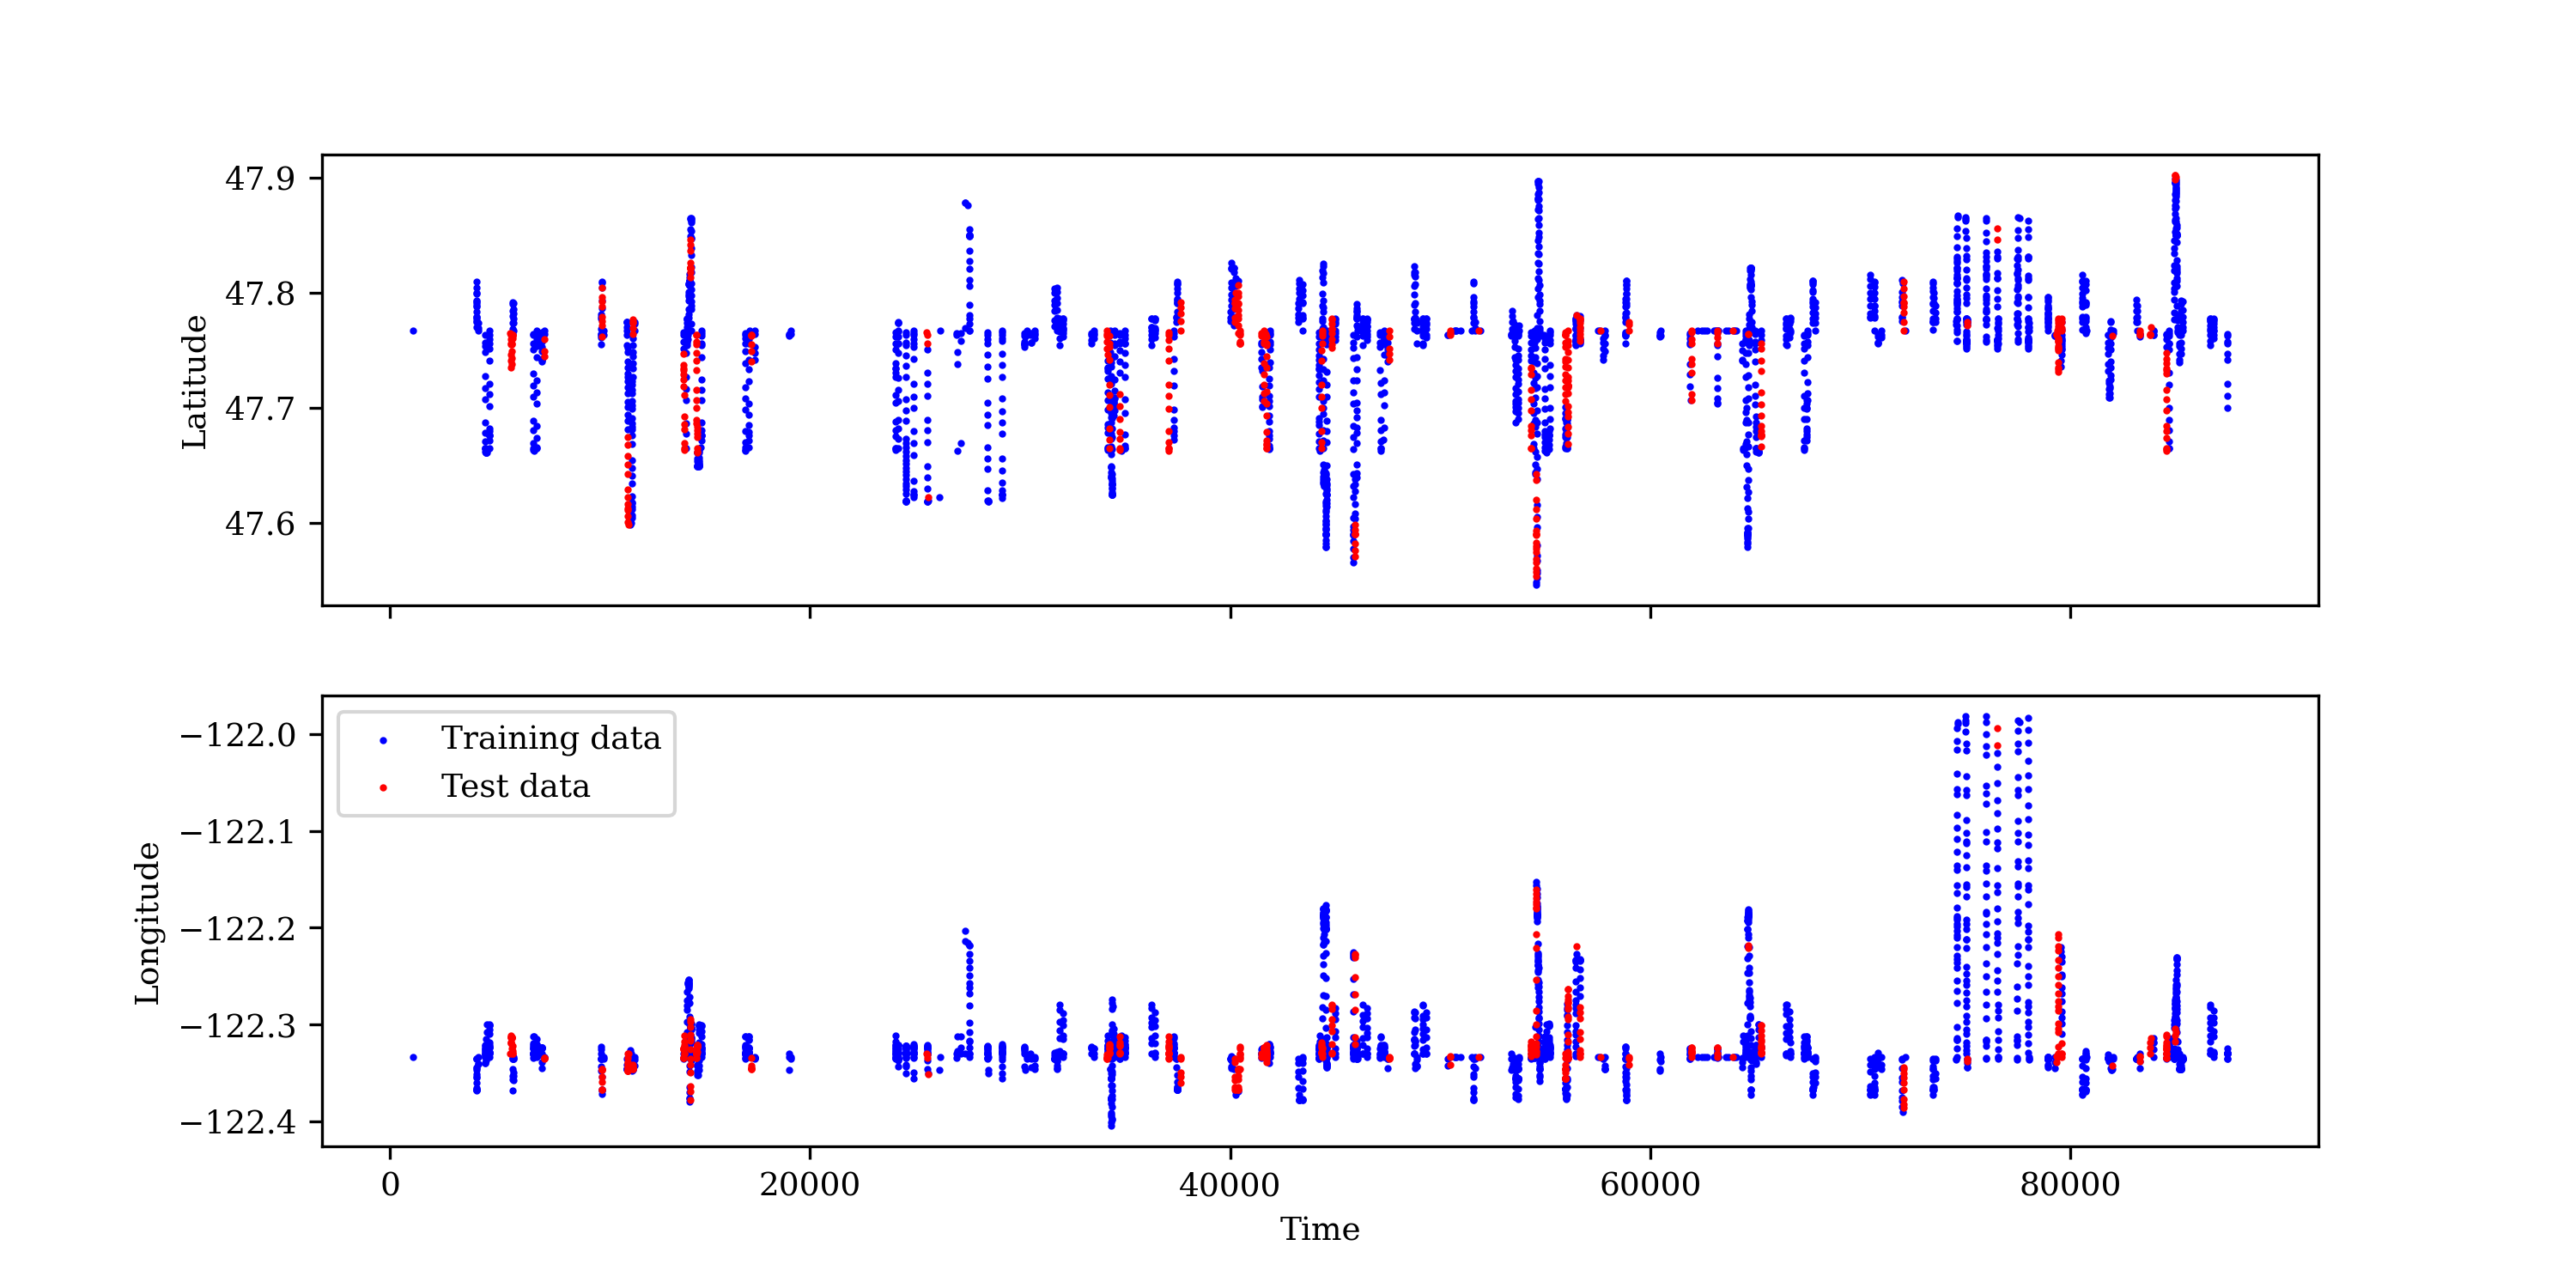 47.9
47.8
47.7
47.6
Latitude
−122.0
−122.1
−122.2
−122.3
−122.4
Longitude
Training data
Test data
0 20000 40000 60000 80000
Time